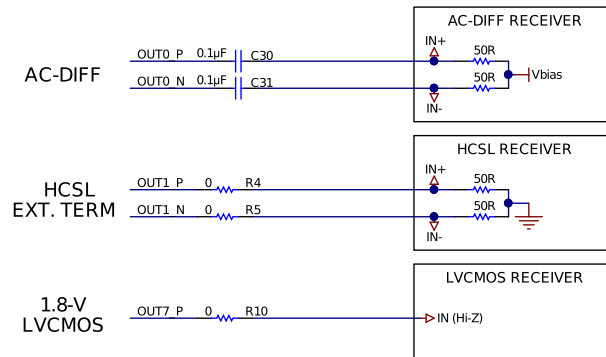 AC-DIFF RECEIVER
AC-DIFF
OUT0_P 0.1µF C30
IN+
50R
OUT0_N 0.1µF C31
50R
Vbias
IN-
HCSL RECEIVER
HCSL
EXT. TERM
OUT1_P 0 R4
IN+
50R
OUT1_N 0 R5
50R
IN-
LVCMOS RECEIVER
1.8-V
LVCMOS
OUT7_P 0 R10
IN (Hi-Z)